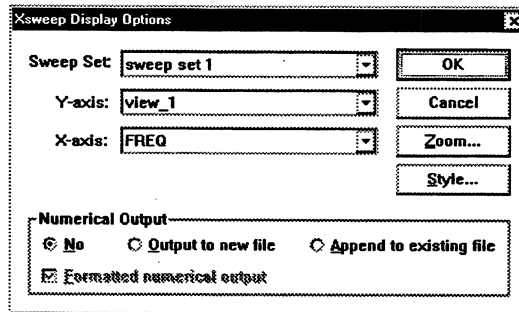 Xsweep Display Options
Sweep Set: sweep set 1
OK
Y-axis: view_1
Cancel
X-axis: FREQ
Zoom...
Style...
Numerical Output
No Output to new file Append to existing file
Formatted numerical output